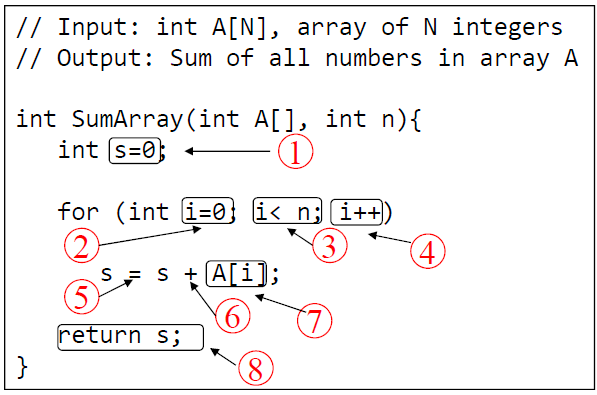 // Input: int A[N], array of N integers
// Output: Sum of all numbers in array A
int SumArray(int A[], int n){
int s=0; 1
for (int i=0; i< n; i++)
2 3 4
s = s + A[i];
5 6 7
return s;
8
}